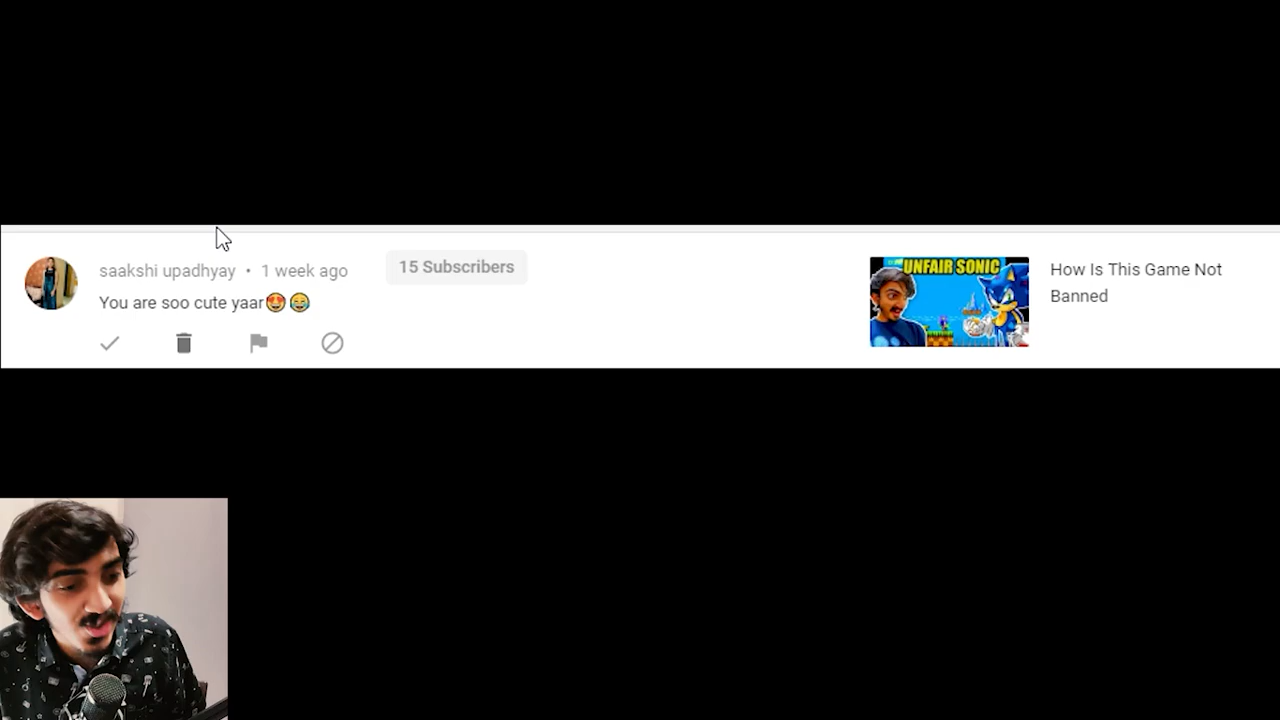 saakshi upadhyay • 1 week ago
15 Subscribers
You are soo cute yaar😍😂
UNFAIR SONIC
How Is This Game Not
Banned